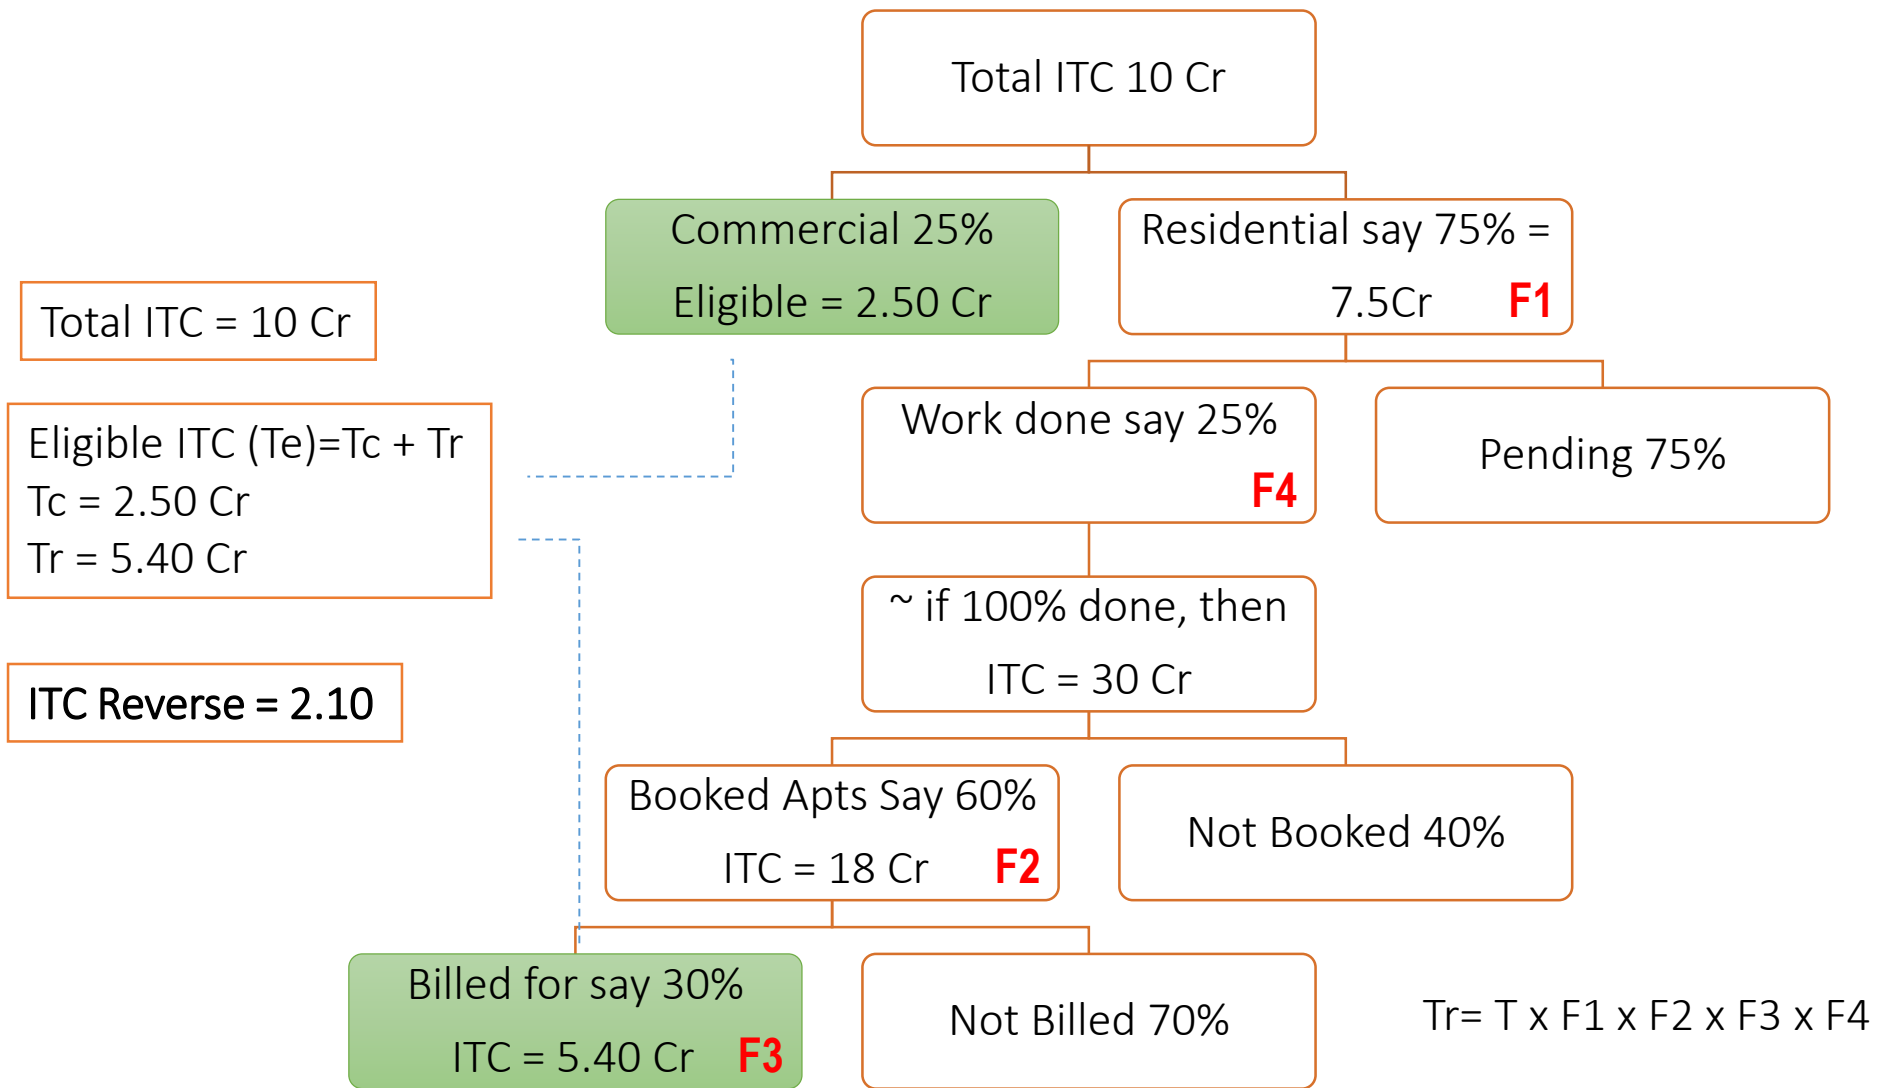 Total ITC 10 Cr
Commercial 25%
Eligible = 2.50 Cr
Residential say 75% =
7.5Cr F1
Total ITC = 10 Cr
Eligible ITC (Te)=Tc + Tr
Tc = 2.50 Cr
Tr = 5.40 Cr
Work done say 25%
F4
Pending 75%
~ if 100% done, then
ITC = 30 Cr
ITC Reverse = 2.10
Booked Apts Say 60%
ITC = 18 Cr F2
Not Booked 40%
Billed for say 30%
ITC = 5.40 Cr F3
Not Billed 70%
Tr= T x F1 x F2 x F3 x F4